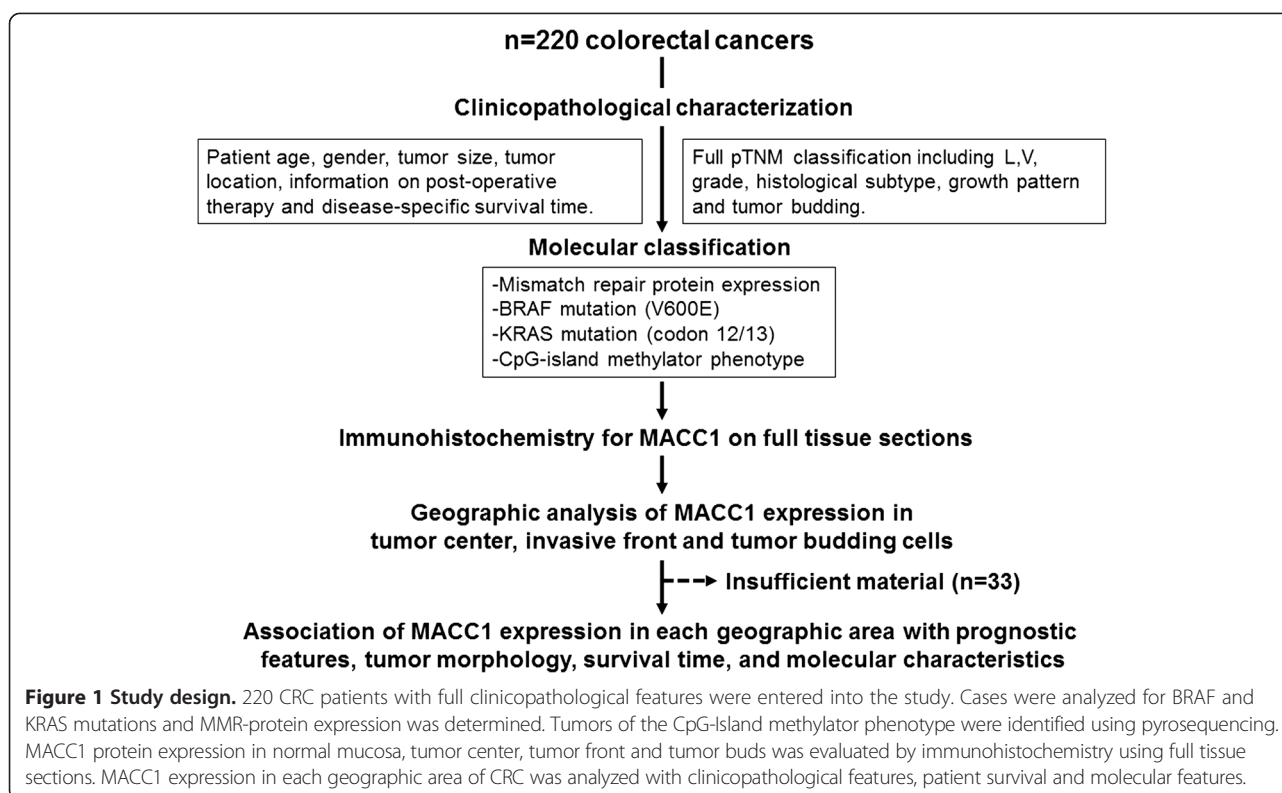 n=220 colorectal cancers
Clinicopathological characterization
Patient age, gender, tumor size, tumor
location, information on post-operative
therapy and disease-specific survival time.
Full pTNM classification including L,V,
grade, histological subtype, growth pattern
and tumor budding.
Molecular classification
-Mismatch repair protein expression
-BRAF mutation (V600E)
-KRAS mutation (codon 12/13)
-CpG-island methylator phenotype
Immunohistochemistry for MACC1 on full tissue sections
Geographic analysis of MACC1 expression in
tumor center, invasive front and tumor budding cells
Insufficient material (n=33)
Association of MACC1 expression in each geographic area with prognostic
features, tumor morphology, survival time, and molecular characteristics
Figure 1 Study design. 220 CRC patients with full clinicopathological features were entered into the study. Cases were analyzed for BRAF and
KRAS mutations and MMR-protein expression was determined. Tumors of the CpG-Island methylator phenotype were identified using pyrosequencing.
MACC1 protein expression in normal mucosa, tumor center, tumor front and tumor buds was evaluated by immunohistochemistry using full tissue
sections. MACC1 expression in each geographic area of CRC was analyzed with clinicopathological features, patient survival and molecular features.